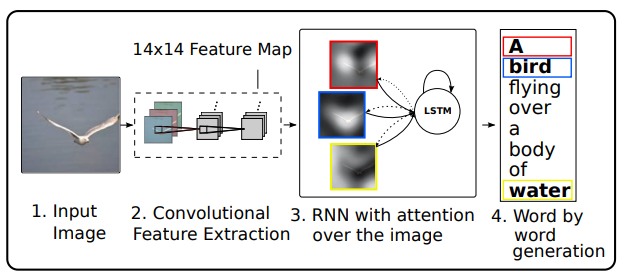 14x14 Feature Map
LSTM
A
bird
flying
over
a
body
of
water
1. Input
Image
2. Convolutional
Feature Extraction
3. RNN with attention
over the image
4. Word by
word
generation